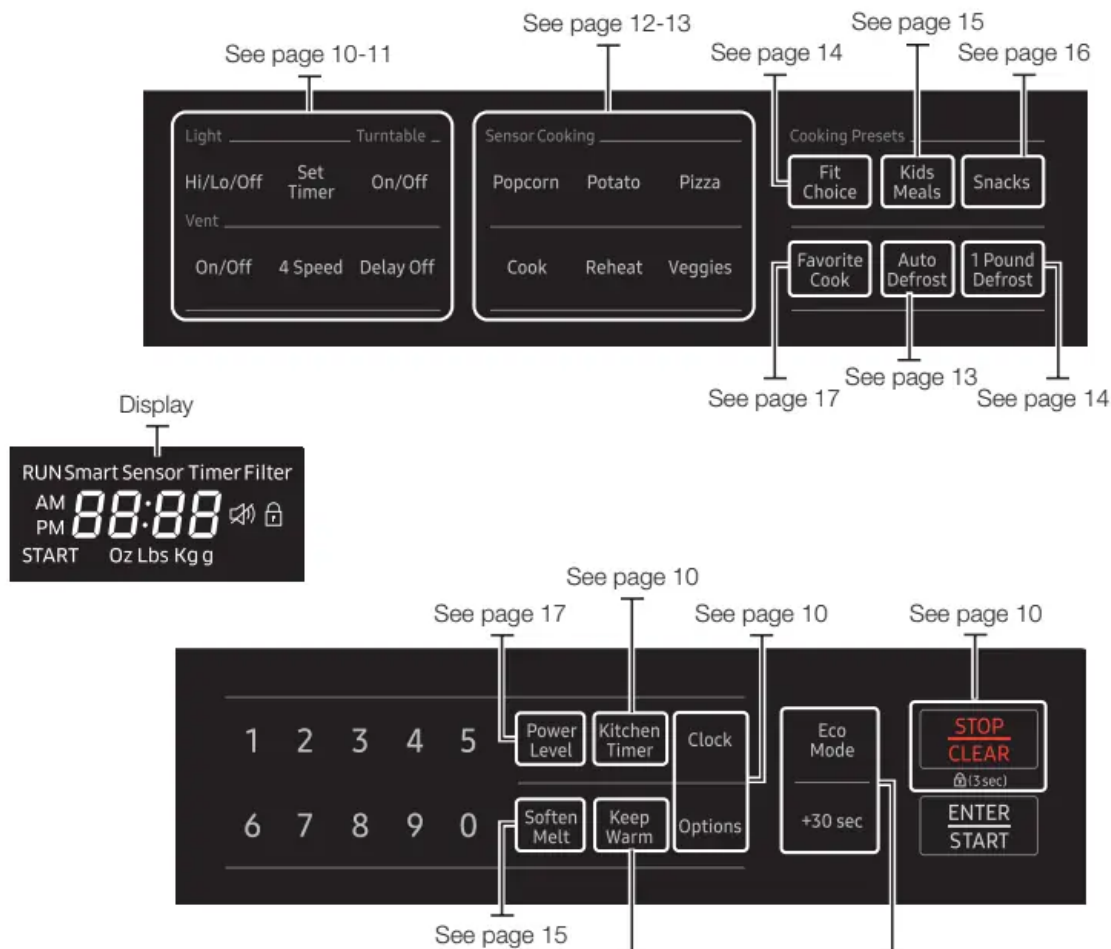 See page 10-11
See page 12-13
See page 14
See page 15
See page 16
Light Turntable
Hi/Lo/Off Set Timer On/Off
Vent
On/Off 4 Speed Delay Off
Sensor Cooking
Popcorn Potato Pizza
Cook Reheat Veggies
Cooking Presets
Fit
Choice
Kids
Meals
Snacks
Favorite
Cook
Auto
Defrost
1 Pound
Defrost
See page 17
See page 13
See page 14
Display
RUN Smart Sensor Timer Filter
AM
PM
88:88
START Oz Lbs Kg g
See page 17
See page 10
See page 10
See page 10
1 2 3 4 5
6 7 8 9 0
Power
Level
Kitchen
Timer
Clock
Soften
Melt
Keep
Warm
Options
Eco
Mode
+30 sec
STOP
CLEAR
(3 sec)
ENTER
START
See page 15